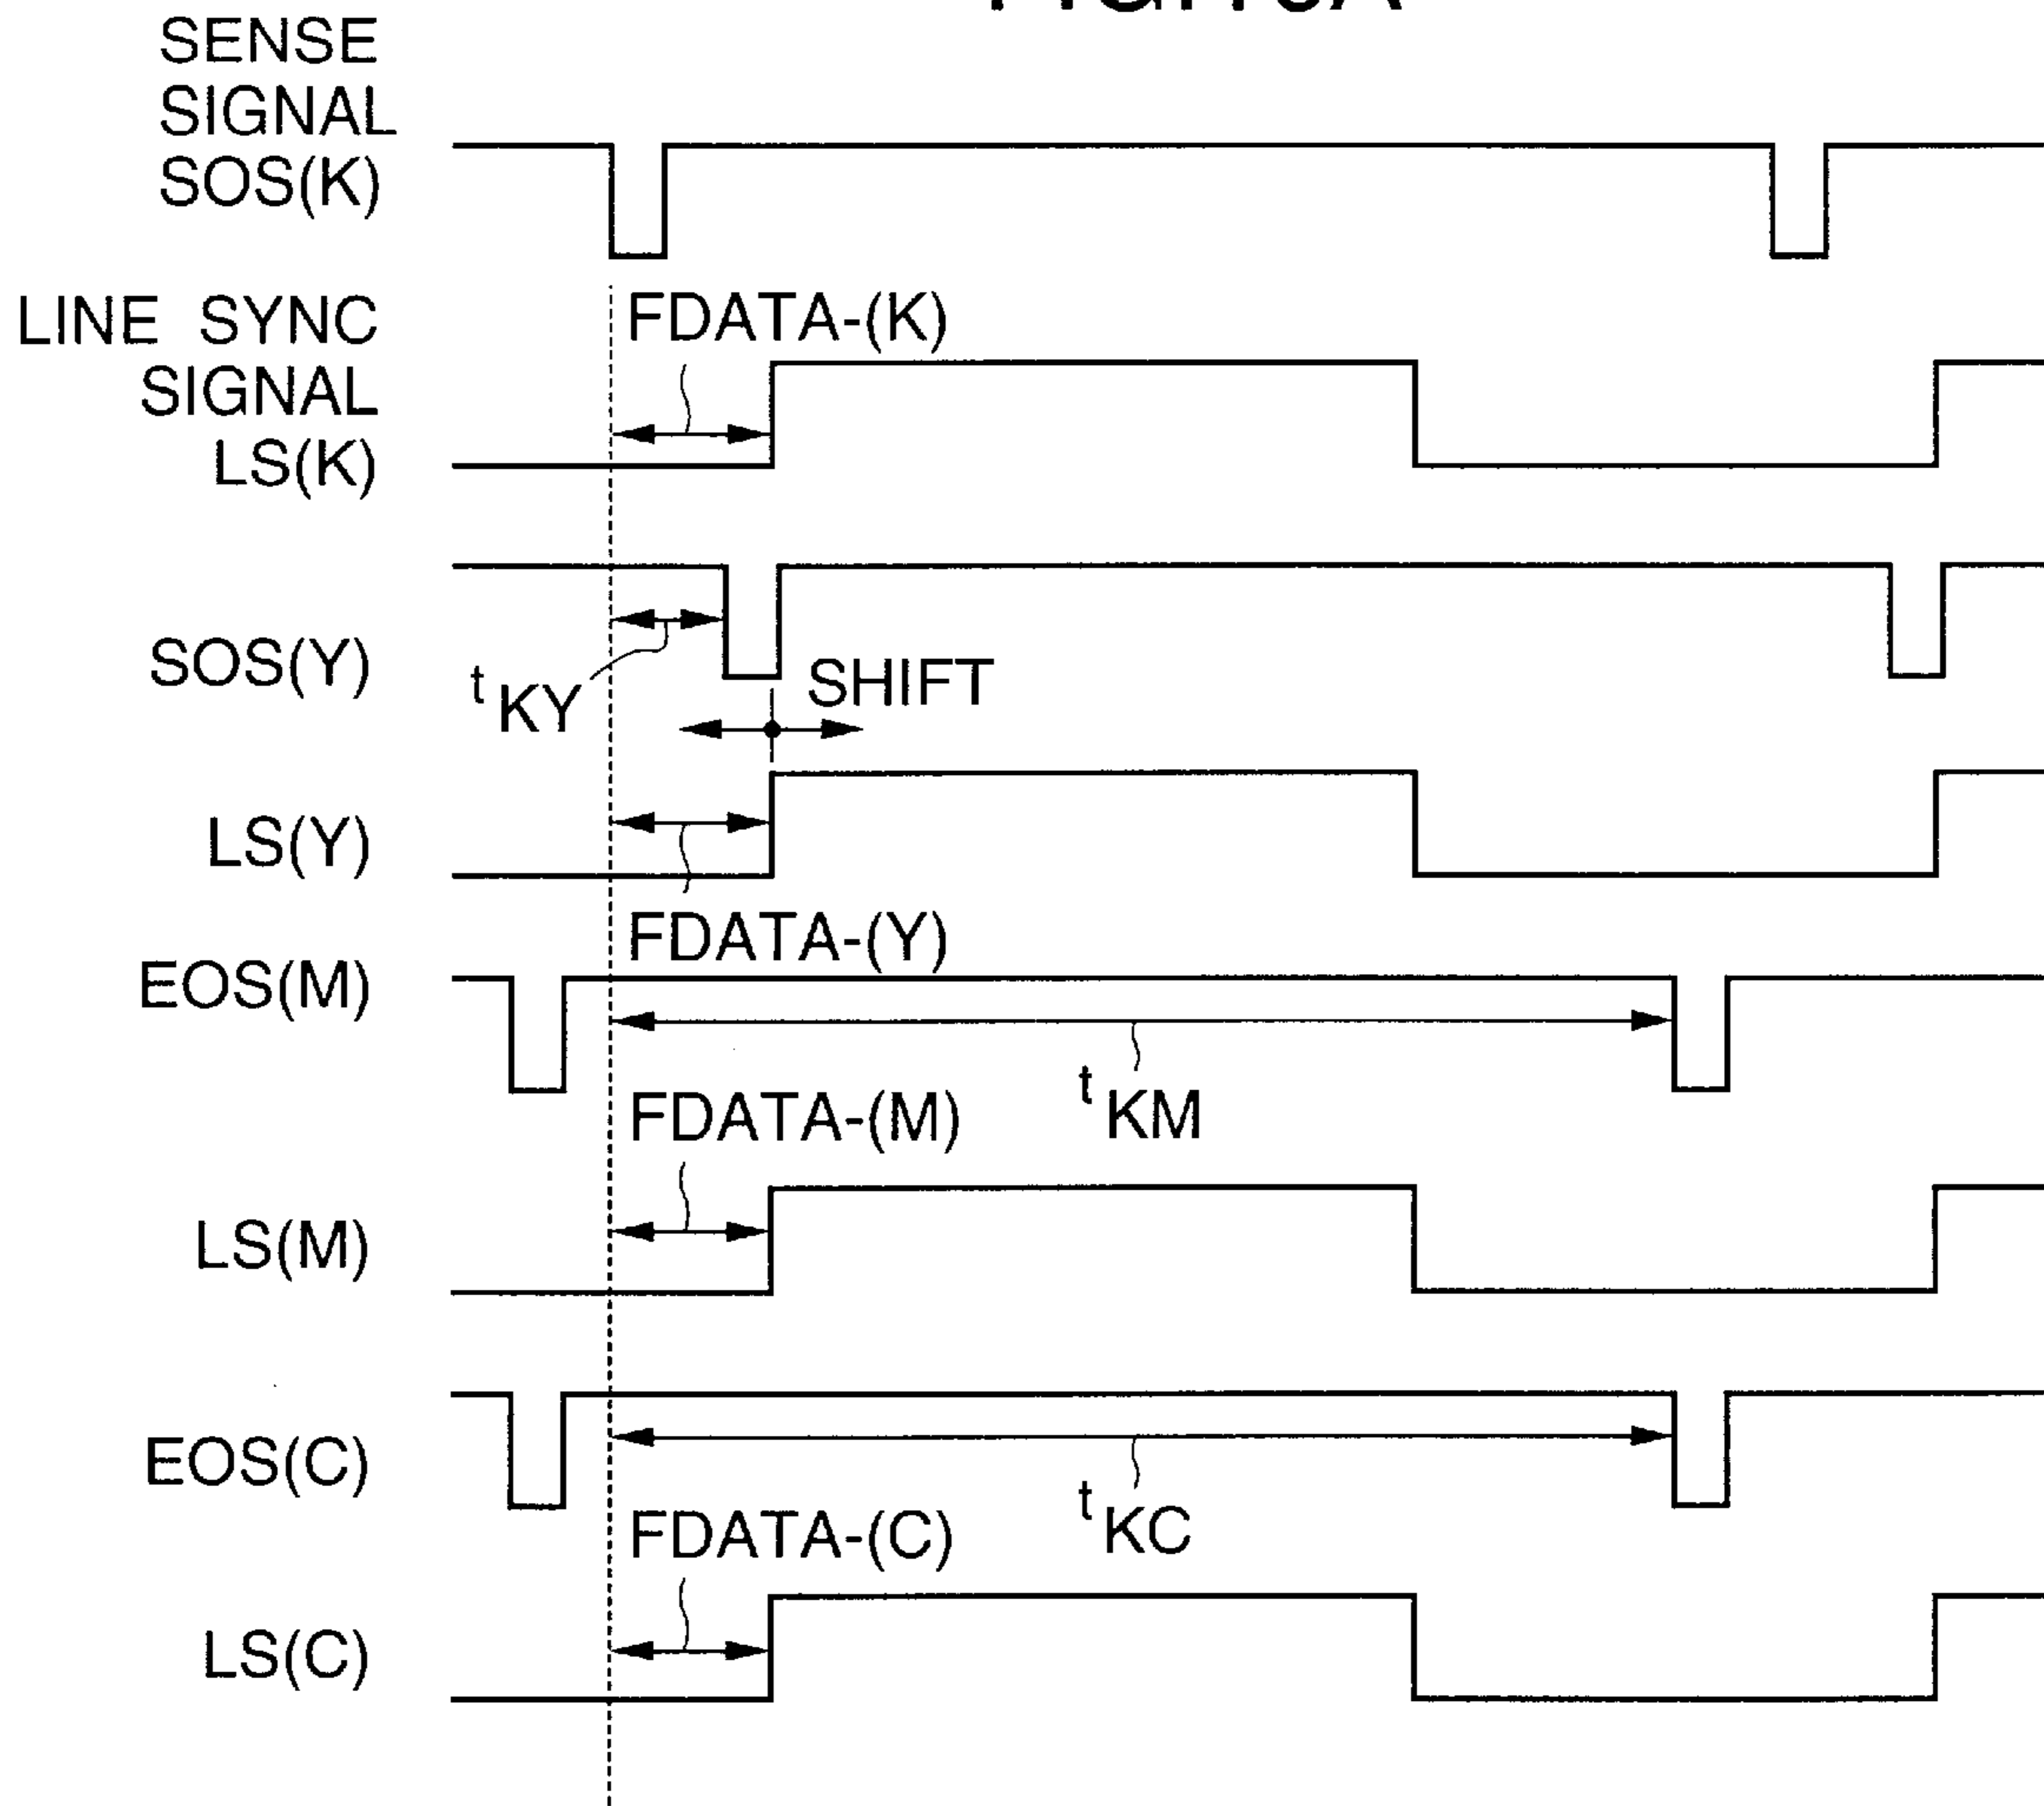 SENSE
SIGNAL
SOS(K)
LINE SYNC
SIGNAL
LS(K)
FDATA-(K)
SOS(Y)
tKY
SHIFT
LS(Y)
FDATA-(Y)
EOS(M)
tKM
FDATA-(M)
LS(M)
EOS(C)
tKC
FDATA-(C)
LS(C)